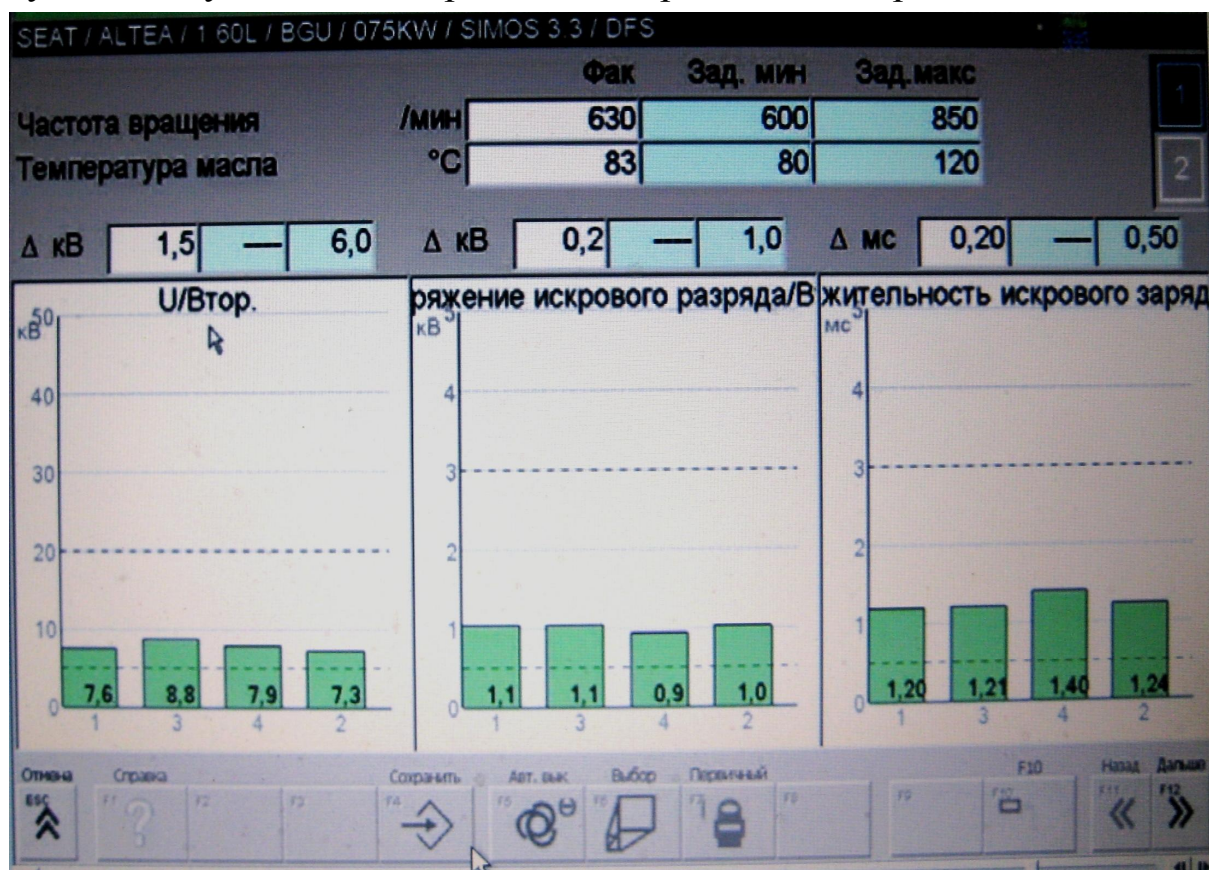 SEAT / ALTEA / 1 60L / BGU / 075KW / SIMOS 3.3 / DFS
Фак Зад. мин Зад.макс
1
Частота вращения /мин 630 600 850
Температура масла °C 83 80 120
2
Δ кВ 1,5 — 6,0 Δ кВ 0,2 — 1,0 Δ мс 0,20 — 0,50
U/Втор. ряжение искрового разряда/В жительность искрового заряд
кВ 50 кВ 5 мс 5
40 4 4
30 3 3
20 2 2
10 1 1
7,6 8,8 7,9 7,3 1,1 1,1 0,9 1,0 1,20 1,21 1,40 1,24
0 0 0
1 3 4 2 1 3 4 2 1 3 4 2
Отмена Справка Сохранить Авт. вык Выбор Первичный F10 Назад Дальше
ESC F1 F2 F3 F4 F5 F6 F7 F8 F9 F10 F11 F12